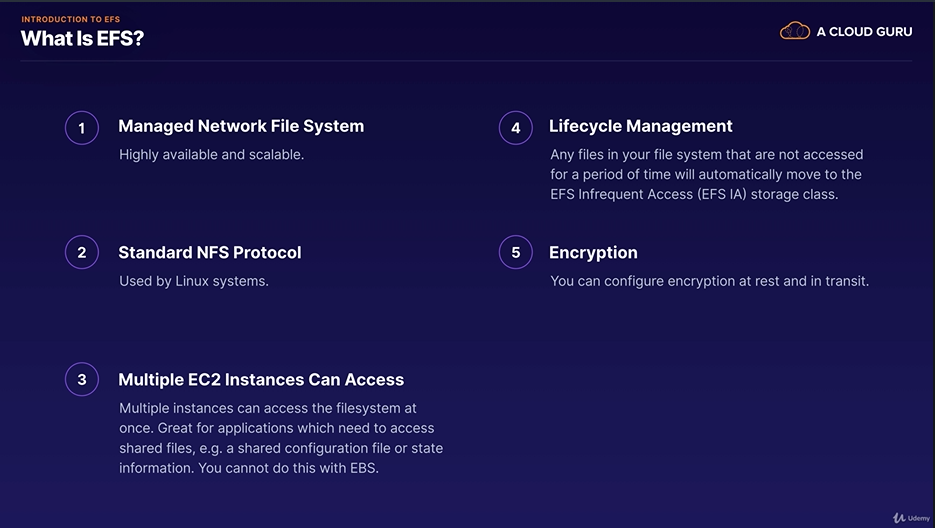 INTRODUCTION TO EFS
What Is EFS?
A CLOUD GURU
1
Managed Network File System
Highly available and scalable.
2
Standard NFS Protocol
Used by Linux systems.
3
Multiple EC2 Instances Can Access
Multiple instances can access the filesystem at
once. Great for applications which need to access
shared files, e.g. a shared configuration file or state
information. You cannot do this with EBS.
4
Lifecycle Management
Any files in your file system that are not accessed
for a period of time will automatically move to the
EFS Infrequent Access (EFS IA) storage class.
5
Encryption
You can configure encryption at rest and in transit.
Udemy